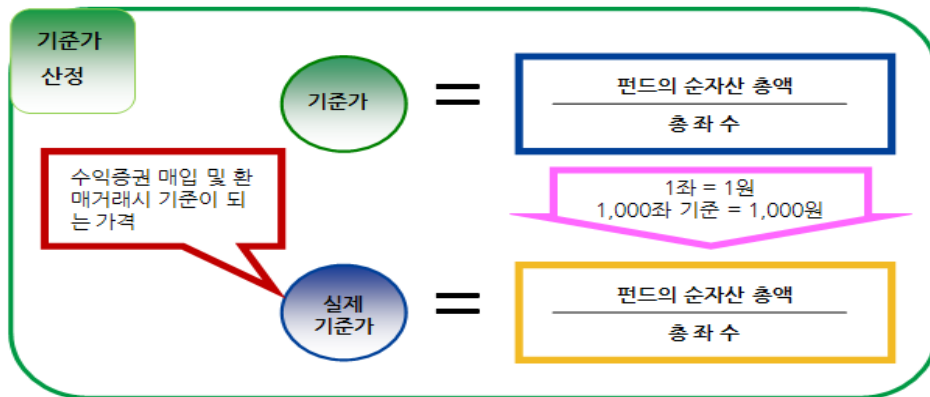 기준가
산정
기준가
=
펀드의 순자산 총액
총 좌 수
수익증권 매입 및 환
매거래시 기준이 되
는 가격
1좌 = 1원
1,000좌 기준 = 1,000원
실제
기준가
=
펀드의 순자산 총액
총 좌 수